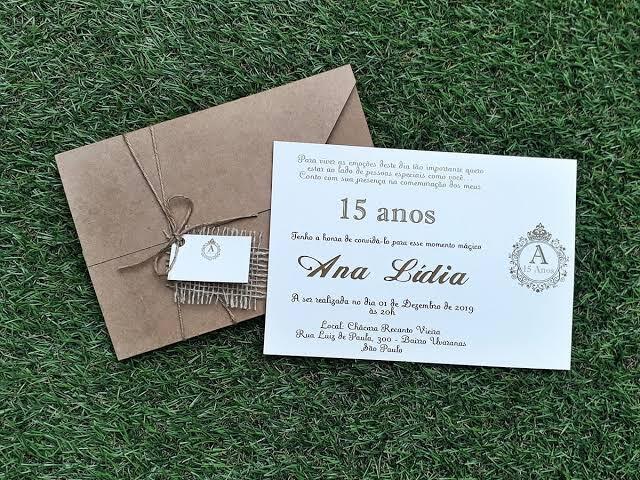 Para viver as emoções deste dia tão importante quero
estar ao lado de pessoas especiais como você...
Conto com sua presença na comemoração dos meus
15 anos
Tenho a honra de convidá-lo para esse momento mágico
Ana Lídia
A ser realizada no dia 01 de Dezembro de 2019
às 20h
Local: Chácara Recanto Vieira
Rua Luiz de Paula, 300 - Bairro Uvaranas
São Paulo
A
15 Anos
A